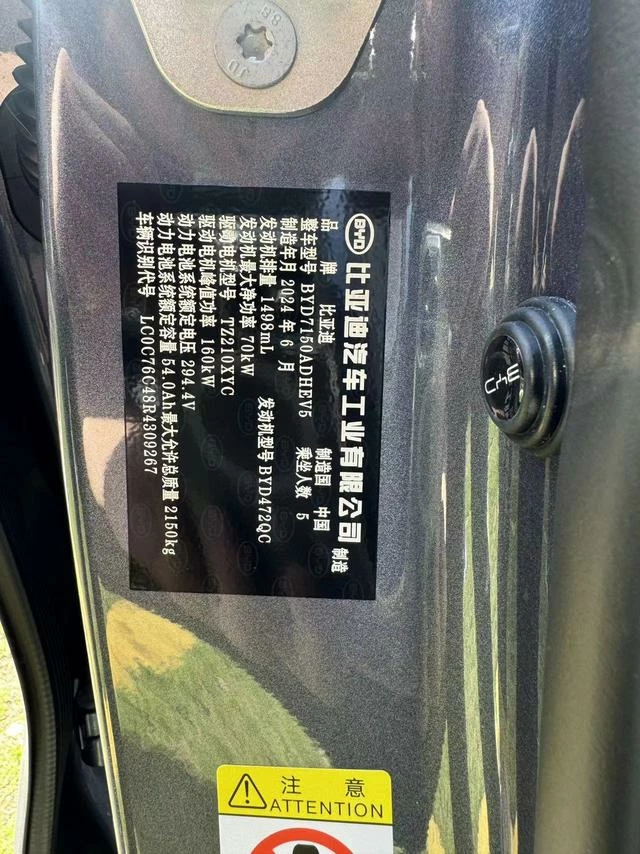 JD 88
BYD 比亚迪汽车工业有限公司 制造
品 牌 比亚迪 制造国 中国
整车型号 BYD7150ADHEV5 乘坐人数 5
制造年月 2024 年 6 月
发动机排量 1498mL 发动机型号 BYD472QC
发动机最大净功率 70kW
驱动电机型号 TZ210XYC
驱动电机峰值功率 160kW
动力电池系统额定电压 294.4V
动力电池系统额定容量 54.0Ah最大允许总质量 2150kg
车辆识别代号 LC0C76C48R4309267
注 意
ATTENTION